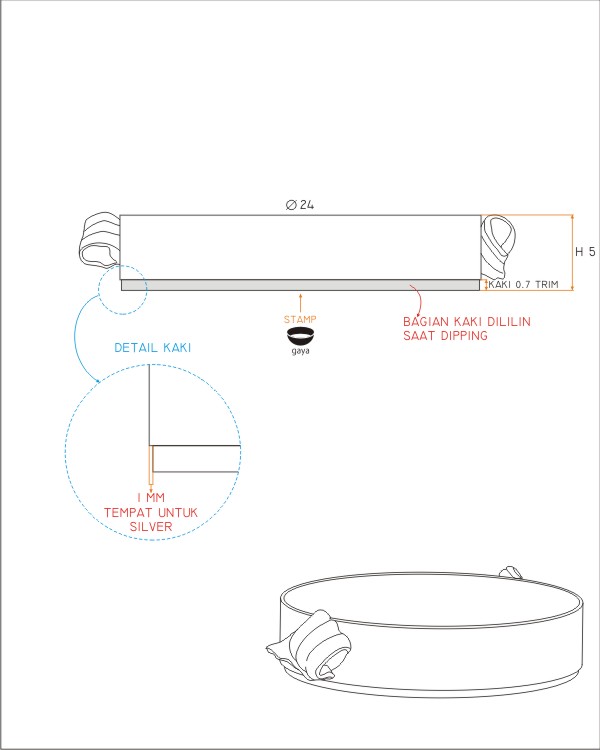 Ø 24
H 5
KAKI 0.7 TRIM
STAMP
gaya
BAGIAN KAKI DILILIN
SAAT DIPPING
DETAIL KAKI
1 MM
TEMPAT UNTUK
SILVER